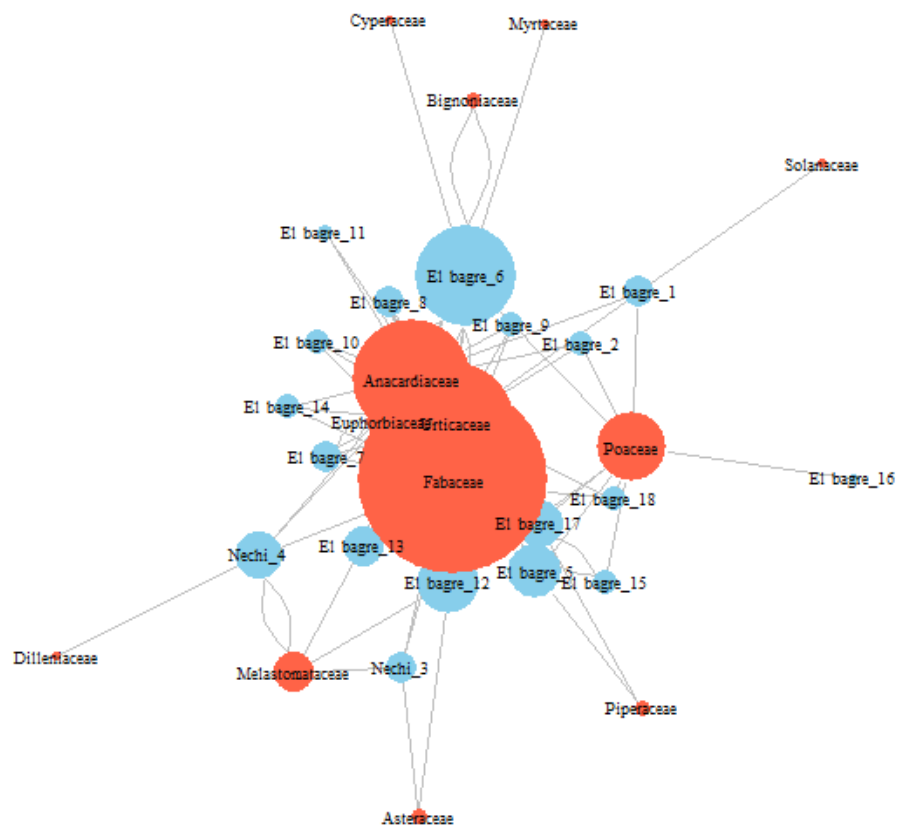 Cyperaceae
Myrtaceae
Bignoniaceae
Solanaceae
El bagre_11
El bagre_6
El bagre_1
El bagre_8
El bagre_9
El bagre_10
El bagre_2
Anacardiaceae
El bagre_14
Euphorbiaceae
Urticaceae
Poaceae
El bagre_7
Fabaceae
El bagre_16
El bagre_18
El bagre_17
El bagre_13
Nechi_4
El bagre_5
El bagre_12
El bagre_15
Dilleniaceae
Melastomataceae
Nechi_3
Piperaceae
Asteraceae